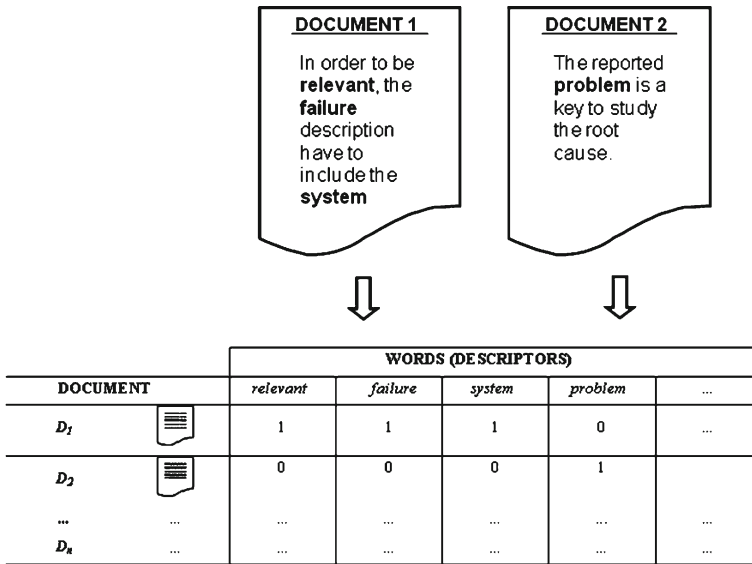 DOCUMENT 1
In order to be
relevant, the
failure
description
have to
include the
system
DOCUMENT 2
The reported
problem is a
key to study
the root
cause.
WORDS (DESCRIPTORS)
DOCUMENT relevant failure system problem ...
D1 1 1 1 0 ...
D2 0 0 0 1
... ... ... ... ... ... ...
Dn ... ... ... ... ... ...